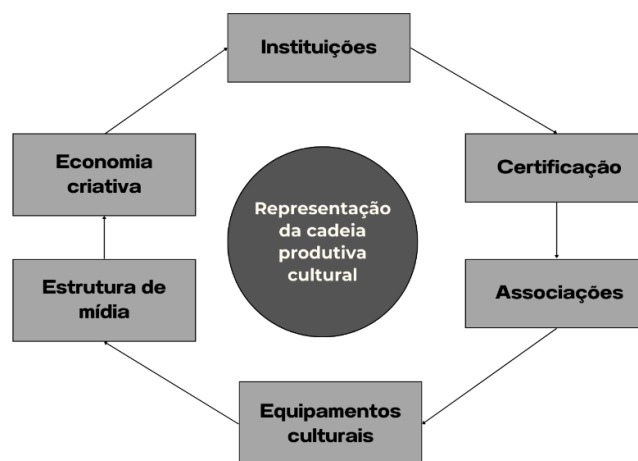 Instituições
Economia
criativa
Certificação
Representação
da cadeia
produtiva
cultural
Estrutura de
mídia
Associações
Equipamentos
culturais